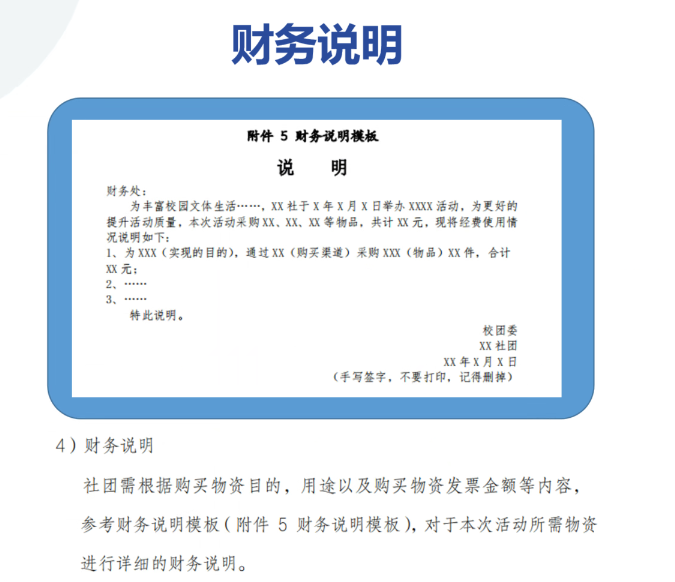 财务说明
附件 5 财务说明模板
说 明
财务处:
为丰富校园文体生活……, XX 社于 X 年 X 月 X 日举办 XXXX 活动, 为更好的
提升活动质量, 本次活动采购 XX、XX、XX 等物品, 共计 XX 元, 现将经费使用情
况说明如下:
1、为 XXX（实现的目的）, 通过 XX（购买渠道）采购 XXX（物品）XX 件, 合计
XX 元;
2、……
3、……
特此说明。
校团委
XX 社团
XX 年 X 月 X 日
（手写签字, 不要打印, 记得删掉）
4）财务说明
社团需根据购买物资目的, 用途以及购买物资发票金额等内容,
参考财务说明模板（附件 5 财务说明模板）, 对于本次活动所需物资
进行详细的财务说明。